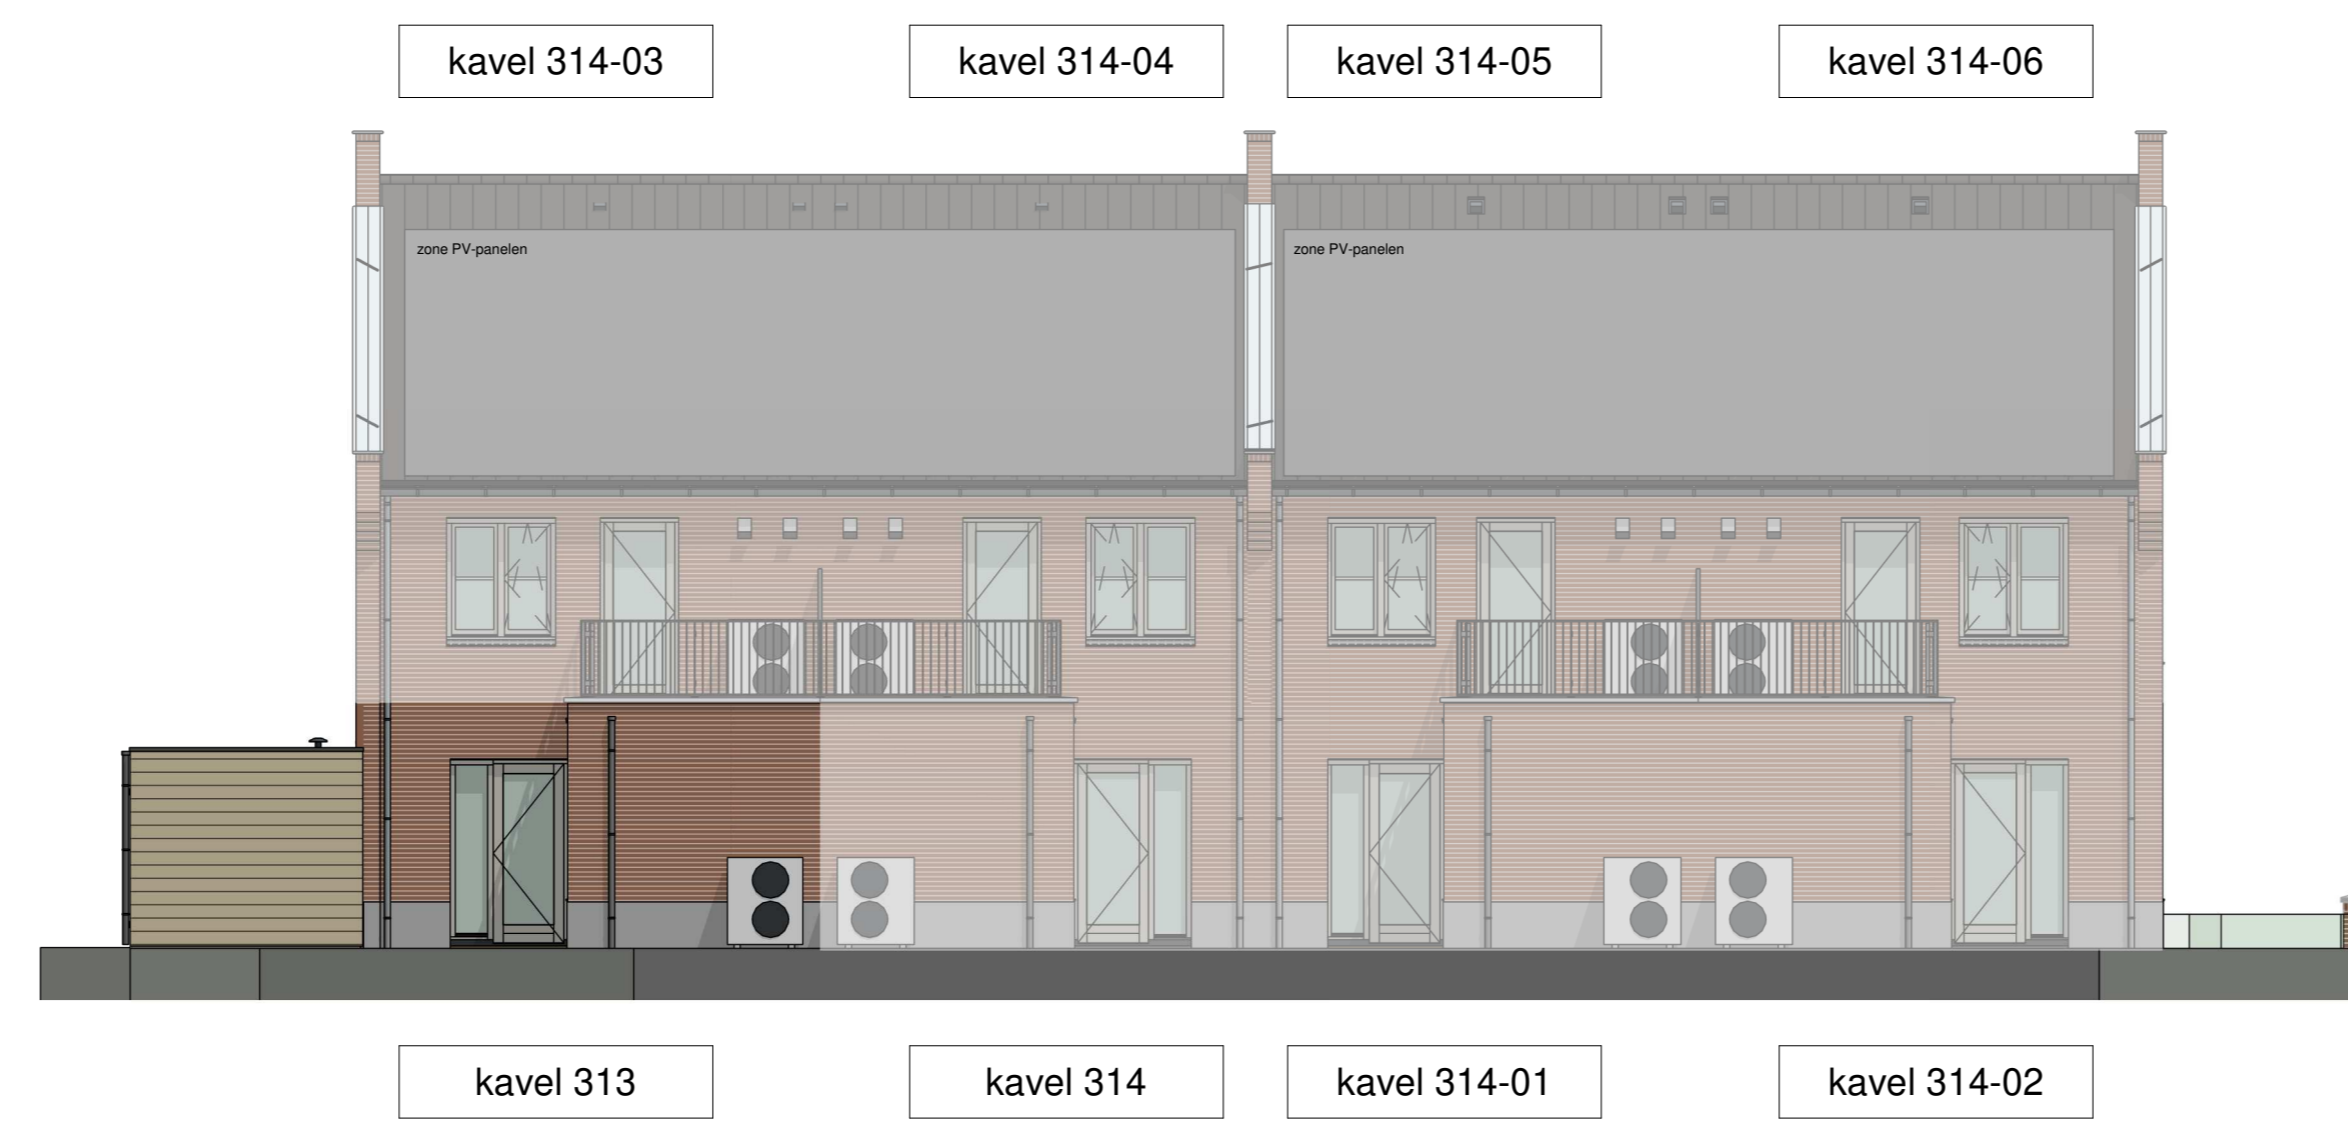 kavel 314-03
kavel 314-04
kavel 314-05
kavel 314-06
zone PV-panelen
zone PV-panelen
kavel 313
kavel 314
kavel 314-01
kavel 314-02